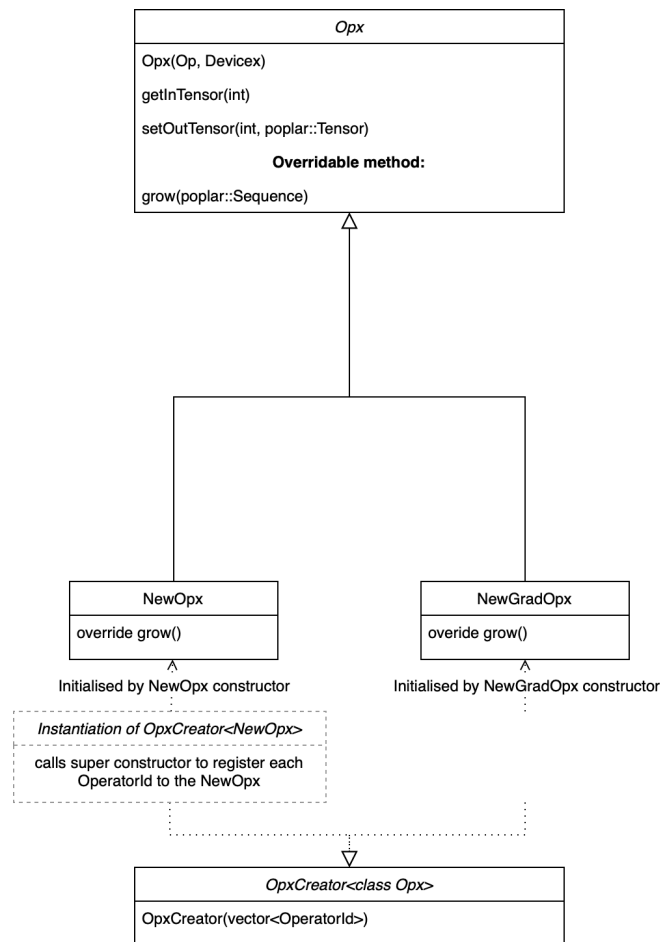 Opx
Opx(Op, Devicex)
getInTensor(int)
setOutTensor(int, poplar::Tensor)
Overridable method:
grow(poplar::Sequence)
NewOpx
override grow()
NewGradOpx
overide grow()
Initialised by NewOpx constructor
Initialised by NewGradOpx constructor
Instantiation of OpxCreator<NewOpx>
calls super constructor to register each
OperatorId to the NewOpx
OpxCreator<class Opx>
OpxCreator(vector<OperatorId>)